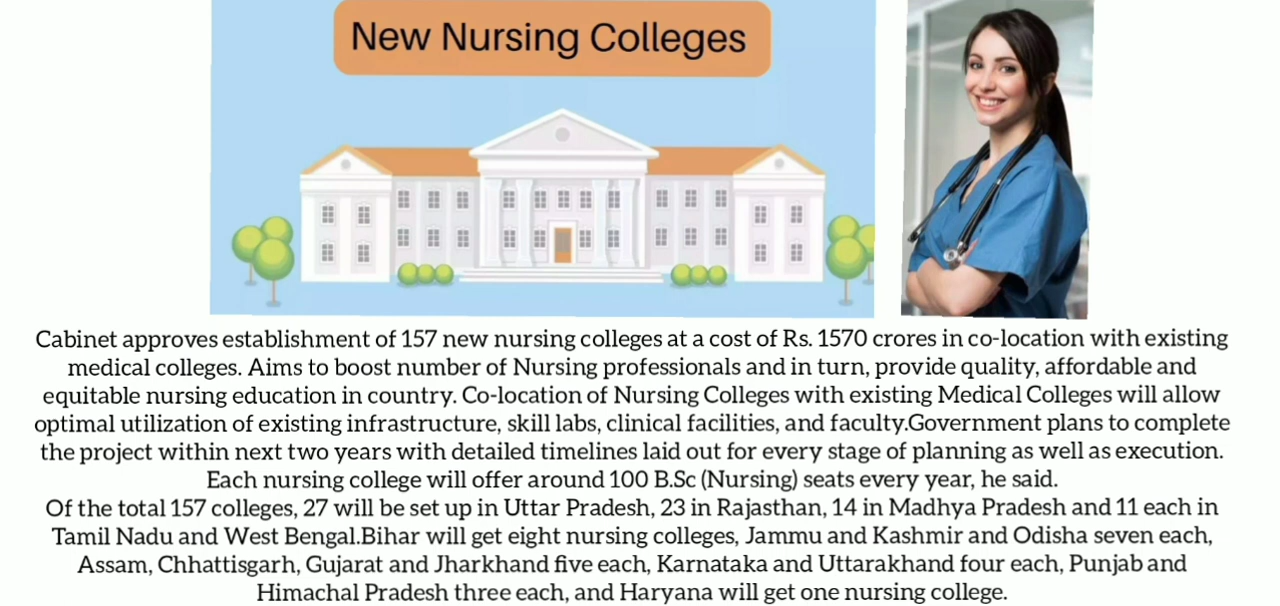 New Nursing Colleges
Cabinet approves establishment of 157 new nursing colleges at a cost of Rs. 1570 crores in co-location with existing
medical colleges. Aims to boost number of Nursing professionals and in turn, provide quality, affordable and
equitable nursing education in country. Co-location of Nursing Colleges with existing Medical Colleges will allow
optimal utilization of existing infrastructure, skill labs, clinical facilities, and faculty.Government plans to complete
the project within next two years with detailed timelines laid out for every stage of planning as well as execution.
Each nursing college will offer around 100 B.Sc (Nursing) seats every year, he said.
Of the total 157 colleges, 27 will be set up in Uttar Pradesh, 23 in Rajasthan, 14 in Madhya Pradesh and 11 each in
Tamil Nadu and West Bengal.Bihar will get eight nursing colleges, Jammu and Kashmir and Odisha seven each,
Assam, Chhattisgarh, Gujarat and Jharkhand five each, Karnataka and Uttarakhand four each, Punjab and
Himachal Pradesh three each, and Haryana will get one nursing college.